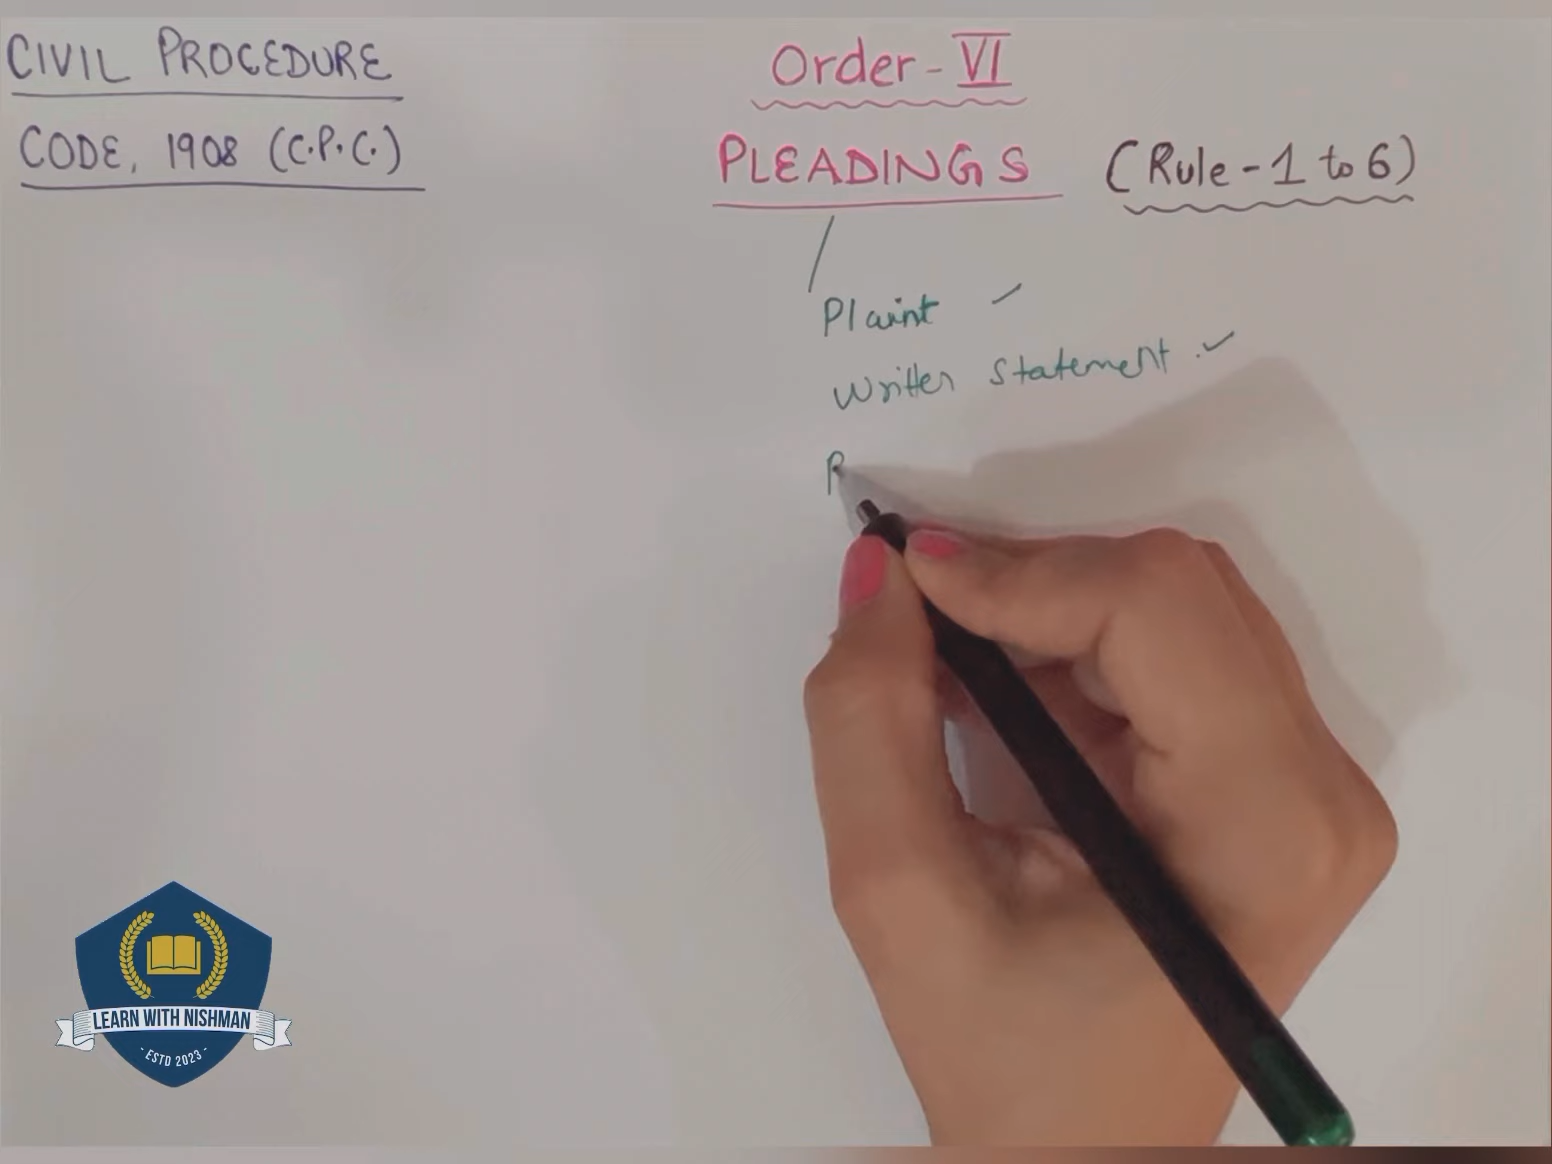 CIVIL PROCEDURE
CODE, 1908 (C.P.C.)
Order - VI
PLEADINGS (Rule - 1 to 6)
Plaint
Written Statement.
LEARN WITH NISHMAN
- ESTD 2023 -